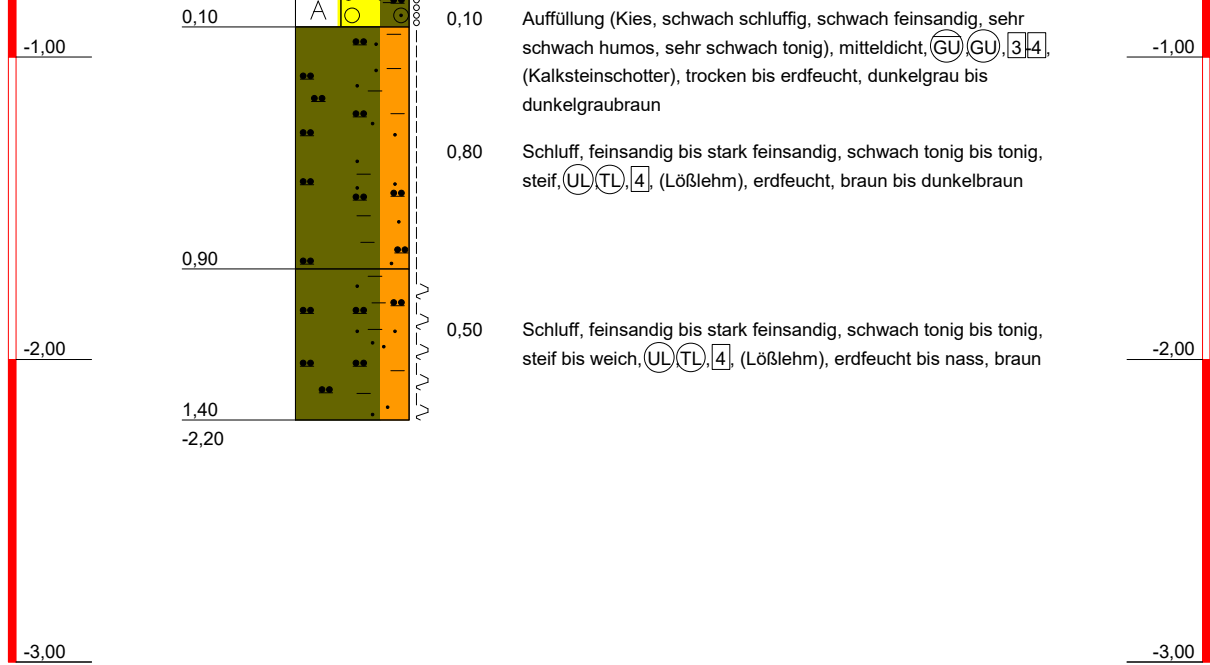 0,10
A
0,10
Auffüllung (Kies, schwach schluffig, schwach feinsandig, sehr
-1,00
schwach humos, sehr schwach tonig), mitteldicht, GU̅, GU, 3-4,
-1,00
(Kalksteinschotter), trocken bis erdfeucht, dunkelgrau bis
dunkelgraubraun
0,80
Schluff, feinsandig bis stark feinsandig, schwach tonig bis tonig,
steif, UL, TL, 4, (Lößlehm), erdfeucht, braun bis dunkelbraun
0,90
0,50
Schluff, feinsandig bis stark feinsandig, schwach tonig bis tonig,
-2,00
steif bis weich, UL, TL, 4, (Lößlehm), erdfeucht bis nass, braun
-2,00
1,40
-2,20
-3,00
-3,00